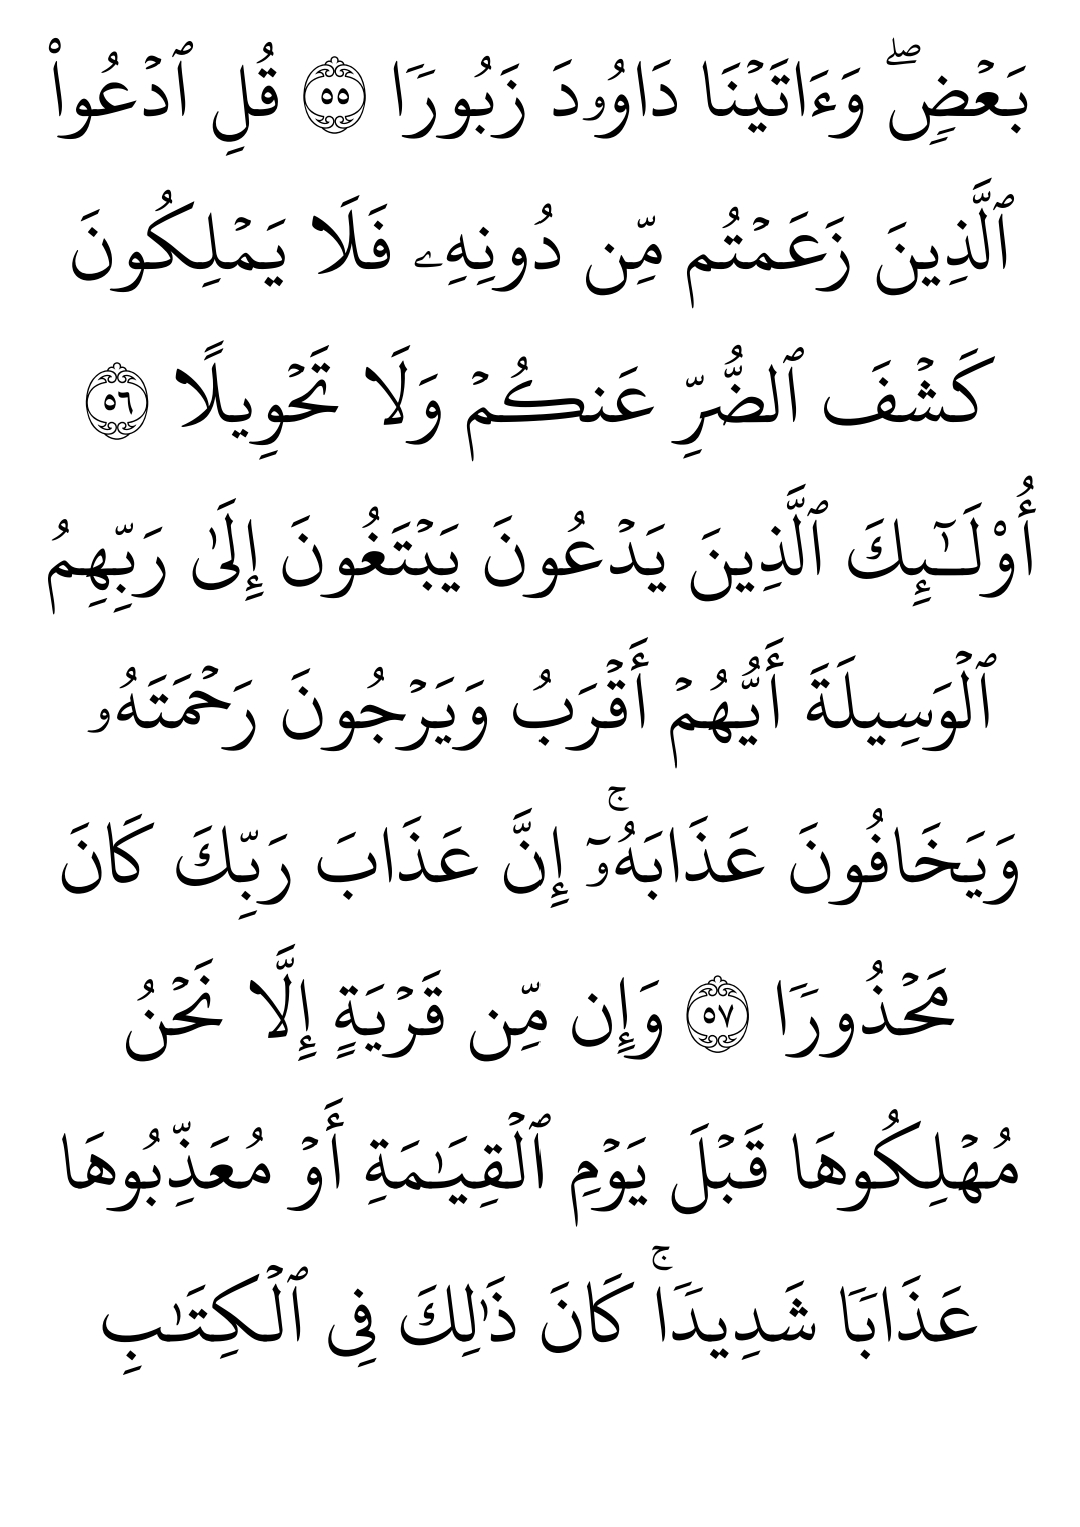 بَعۡضٖۖ وَءَاتَيۡنَا دَاوُۥدَ زَبُورٗا ٥٥ قُلِ ٱدۡعُواْ
ٱلَّذِينَ زَعَمۡتُم مِّن دُونِهِۦ فَلَا يَمۡلِكُونَ
كَشۡفَ ٱلضُّرِّ عَنكُمۡ وَلَا تَحۡوِيلًا ٥٦
أُوْلَـٰٓئِكَ ٱلَّذِينَ يَدۡعُونَ يَبۡتَغُونَ إِلَىٰ رَبِّهِمُ
ٱلۡوَسِيلَةَ أَيُّهُمۡ أَقۡرَبُ وَيَرۡجُونَ رَحۡمَتَهُۥ
وَيَخَافُونَ عَذَابَهُۥٓۚ إِنَّ عَذَابَ رَبِّكَ كَانَ
مَحۡذُورٗا ٥٧ وَإِن مِّن قَرۡيَةٍ إِلَّا نَحۡنُ
مُهۡلِكُوهَا قَبۡلَ يَوۡمِ ٱلۡقِيَٰمَةِ أَوۡ مُعَذِّبُوهَا
عَذَابٗا شَدِيدٗاۚ كَانَ ذَٰلِكَ فِى ٱلۡكِتَٰبِ